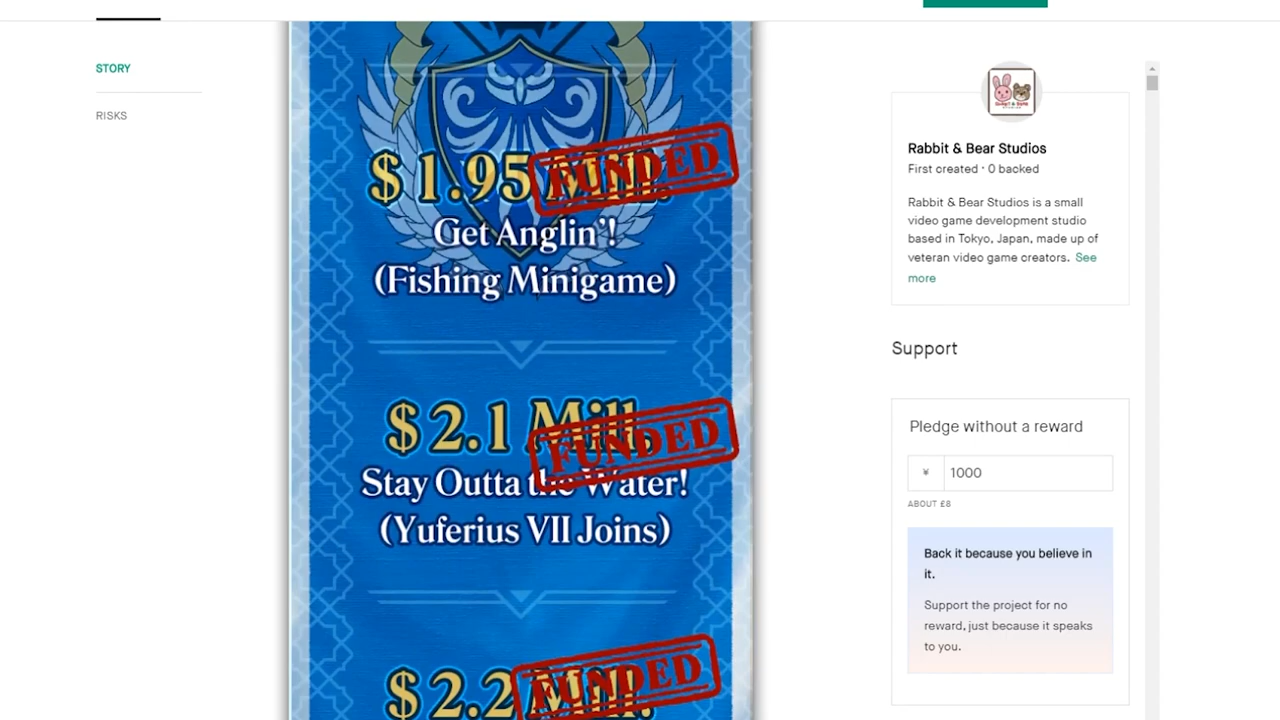 STORY
RISKS
$ 1.95 Mill.
FUNDED
Get Anglin'!
(Fishing Minigame)
$ 2.1 Mill.
FUNDED
Stay Outta the Water!
(Yuferius VII Joins)
$ 2.2 Mill.
FUNDED
Rabbit & Bear Studios
First created · 0 backed
Rabbit & Bear Studios is a small
video game development studio
based in Tokyo, Japan, made up of
veteran video game creators. See
more
Support
Pledge without a reward
¥ 1000
ABOUT £8
Back it because you believe in
it.
Support the project for no
reward, just because it speaks
to you.